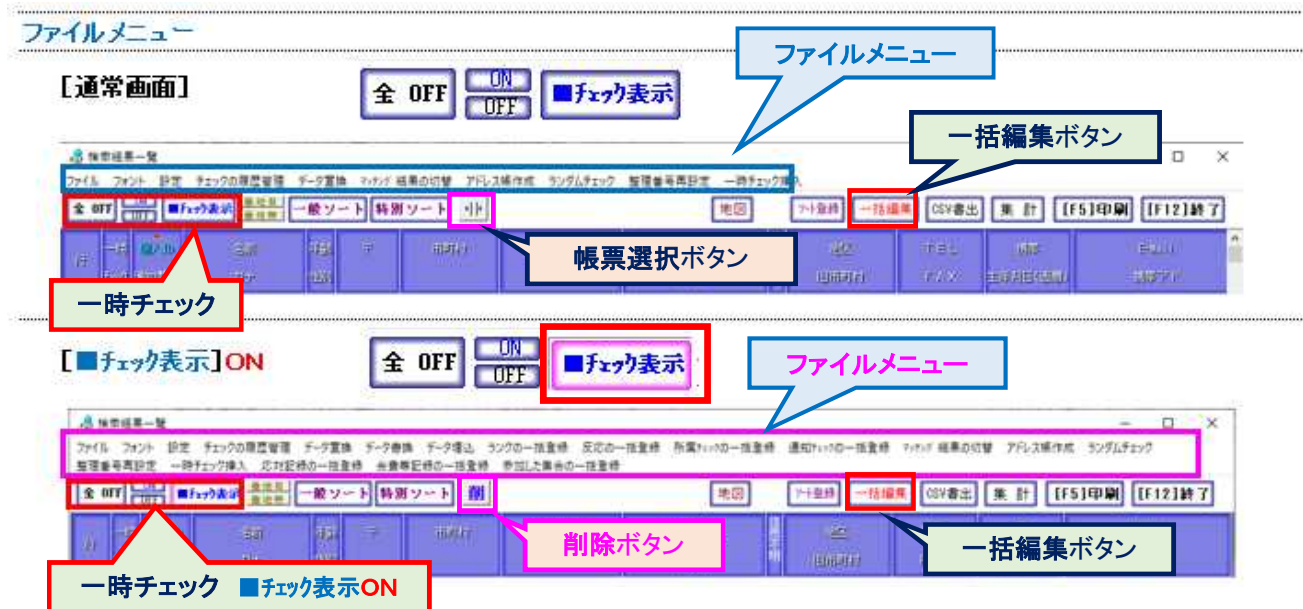 ファイルメニュー
ファイルメニュー
[通常画面]
全 OFF
ON
OFF
■ﾁｪｯｸ表示
一括編集ボタン
検索結果一覧
ファイル フォント 設定 チェックの履歴管理 データ置換 ﾏｯﾁﾝｸﾞ結果の切替 アドレス帳作成 ランダムチェック 整理番号再設定 一時チェック挿入
全 OFF
■ﾁｪｯｸ表示
一般ソート
特別ソート
地図
ｱｰﾄ登録
一括編集
CSV書出
集 計
[F5]印刷
[F12]終了
帳票選択ボタン
一時チェック
[■ﾁｪｯｸ表示]ON
全 OFF
ON
OFF
■ﾁｪｯｸ表示
ファイルメニュー
検索結果一覧
ファイル フォント 設定 チェックの履歴管理 データ置換 データ巻換 データ埋込 ランクの一括登録 反応の一括登録 所属ﾁｪｯｸの一括登録 通知ﾁｪｯｸの一括登録 ﾏｯﾁﾝｸﾞ結果の切替 アドレス帳作成 ランダムチェック
整理番号再設定 一時チェック挿入 応対記録の一括登録 会費等記録の一括登録 参加した集会の一括登録
全 OFF
■ﾁｪｯｸ表示
一般ソート
特別ソート
削
地図
一括編集
CSV書出
集 計
[F5]印刷
[F12]終了
削除ボタン
一括編集ボタン
一時チェック ■ﾁｪｯｸ表示ON